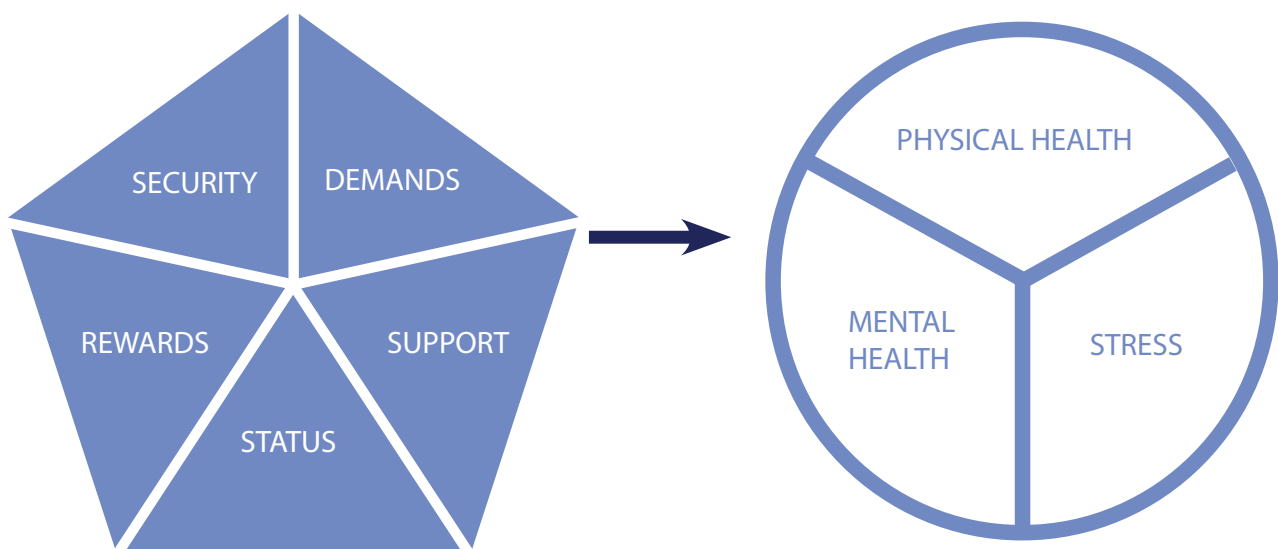 SECURITY
DEMANDS
REWARDS
SUPPORT
STATUS
PHYSICAL HEALTH
MENTAL
HEALTH
STRESS